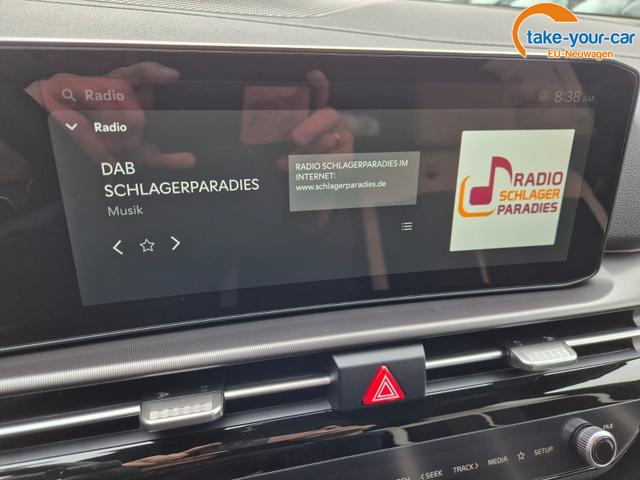 take-your-car
EU-Neuwagen
Radio
8:38 AM
Radio
DAB
SCHLAGERPARADIES
Musik
RADIO SCHLAGERPARADIES IM
INTERNET:
www.schlagerparadies.de
RADIO
SCHLAGER
PARADIES
< SEEK TRACK > MEDIA ☆ SETUP
FILE